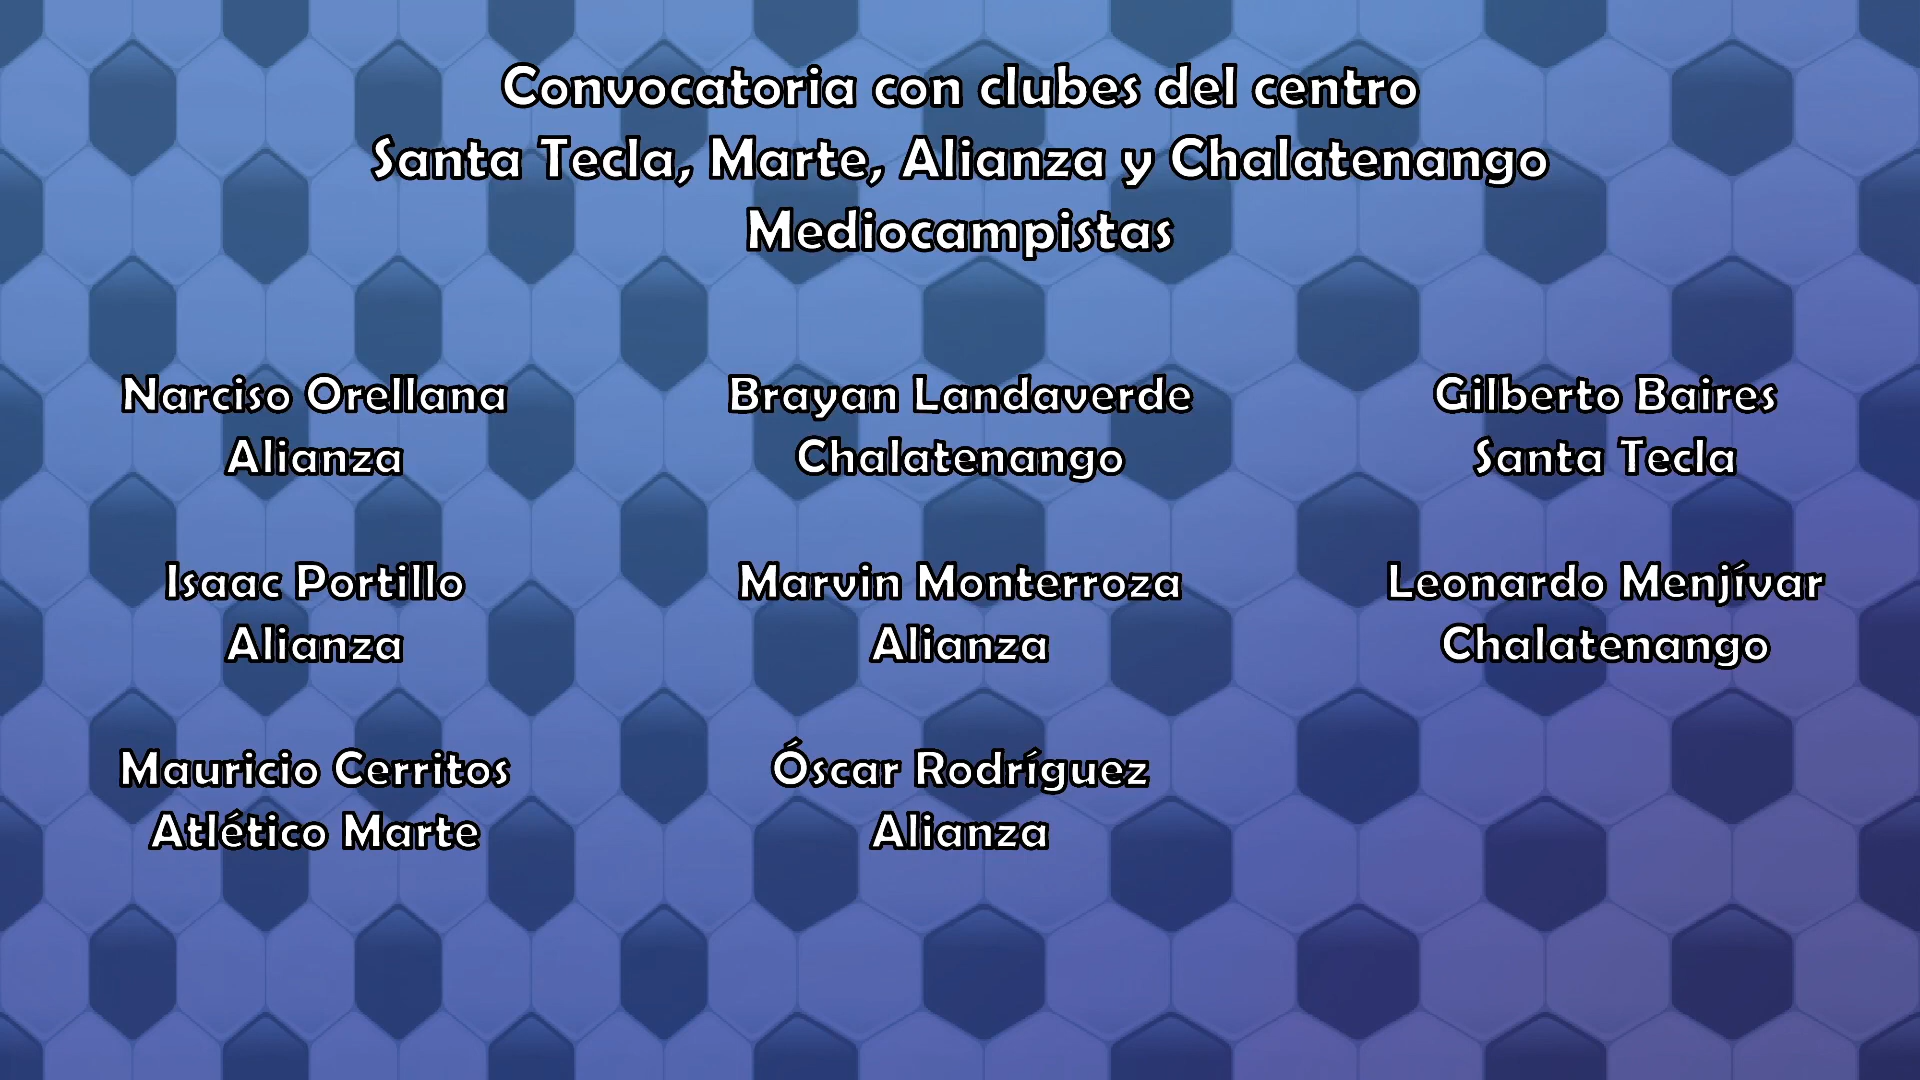 Convocatoria con clubes del centro
Santa Tecla, Marte, Alianza y Chalatenango
Mediocampistas
Narciso Orellana
Alianza
Brayan Landaverde
Chalatenango
Gilberto Baires
Santa Tecla
Isaac Portillo
Alianza
Marvin Monterroza
Alianza
Leonardo Menjívar
Chalatenango
Mauricio Cerritos
Atlético Marte
Óscar Rodríguez
Alianza